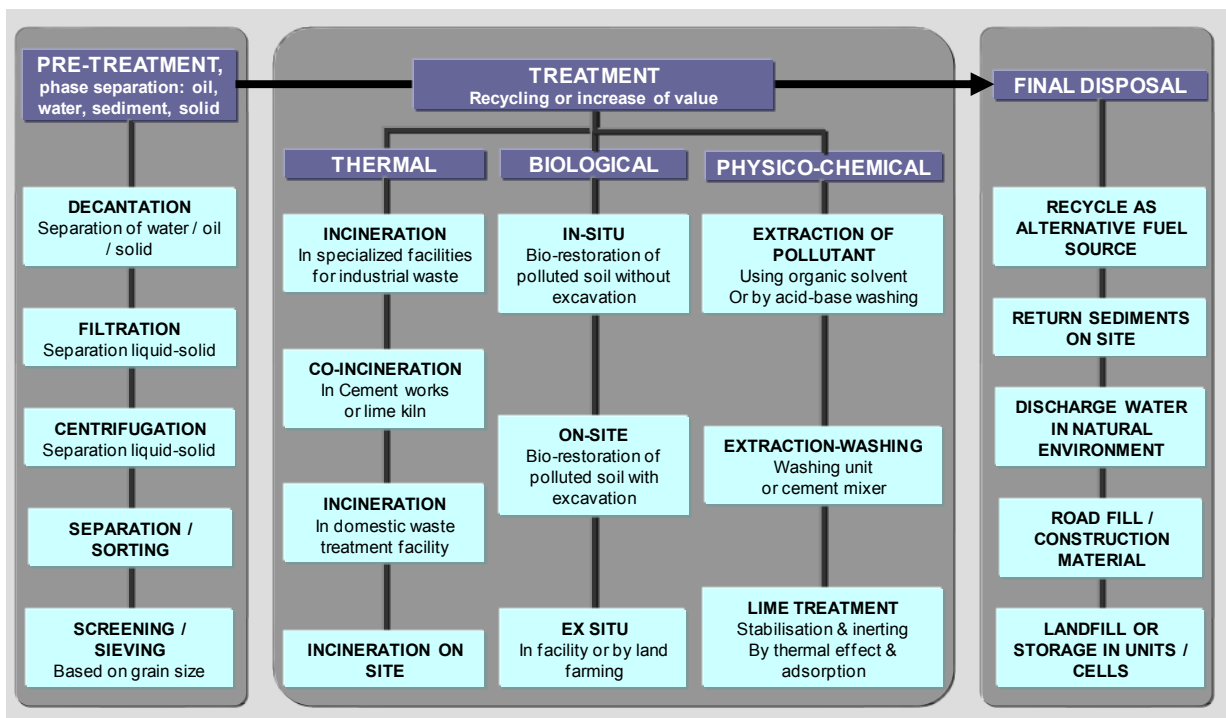 PRE-TREATMENT,
phase separation: oil,
water, sediment, solid
DECANTATION
Separation of water / oil
/ solid
FILTRATION
Separation liquid-solid
CENTRIFUGATION
Separation liquid-solid
SEPARATION /
SORTING
SCREENING /
SIEVING
Based on grain size
TREATMENT
Recycling or increase of value
THERMAL
INCINERATION
In specialized facilities
for industrial waste
CO-INCINERATION
In Cement works
or lime kiln
INCINERATION
In domestic waste
treatment facility
INCINERATION ON
SITE
BIOLOGICAL
IN-SITU
Bio-restoration of
polluted soil without
excavation
ON-SITE
Bio-restoration of
polluted soil with
excavation
EX SITU
In facility or by land
farming
PHYSICO-CHEMICAL
EXTRACTION OF
POLLUTANT
Using organic solvent
Or by acid-base washing
EXTRACTION-WASHING
Washing unit
or cement mixer
LIME TREATMENT
Stabilisation & inerting
By thermal effect &
adsorption
FINAL DISPOSAL
RECYCLE AS
ALTERNATIVE FUEL
SOURCE
RETURN SEDIMENTS
ON SITE
DISCHARGE WATER
IN NATURAL
ENVIRONMENT
ROAD FILL /
CONSTRUCTION
MATERIAL
LANDFILL OR
STORAGE IN UNITS /
CELLS